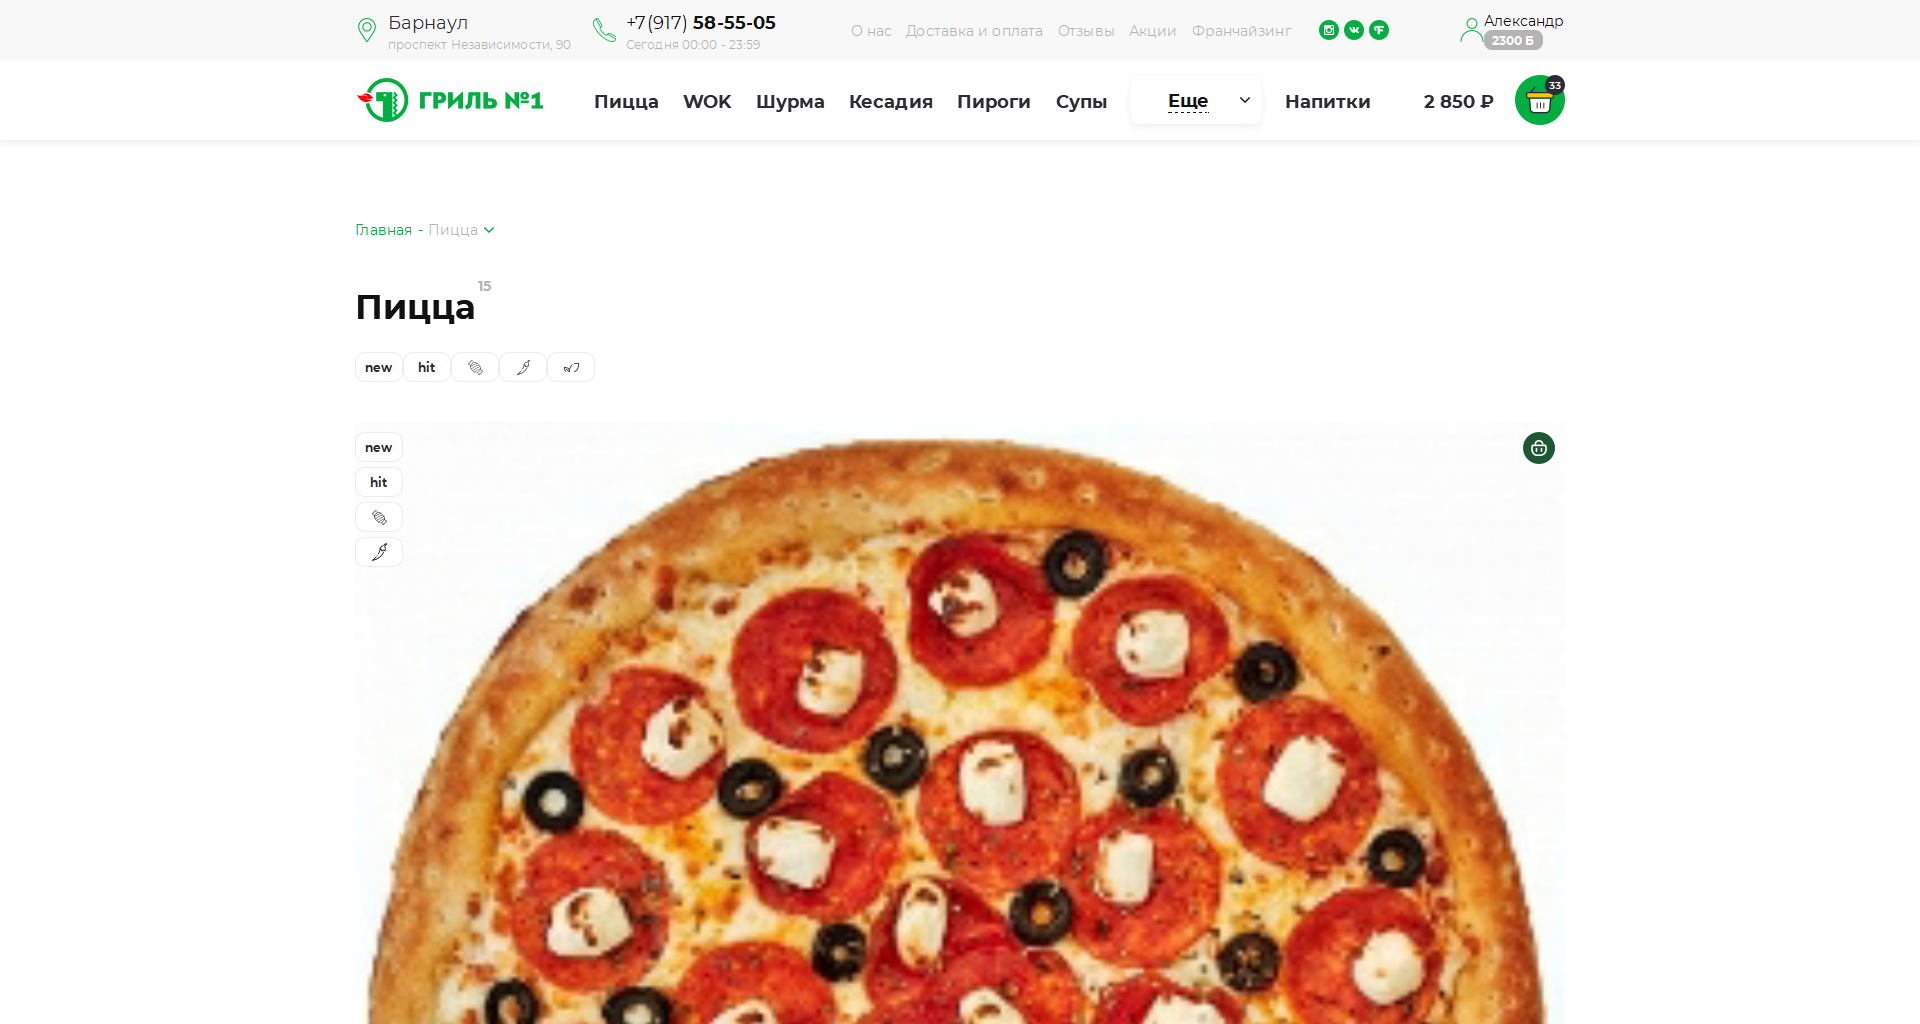 Барнаул
проспект Независимости, 90
+7(917) 58-55-05
Сегодня 00:00 - 23:59
О нас Доставка и оплата Отзывы Акции Франчайзинг
Александр
2300 Б
ГРИЛЬ №1
Пицца WOK Шурма Кесадия Пироги Супы Еще Напитки
2 850 ₽
33
Главная - Пицца
Пицца 15
new hit
new
hit